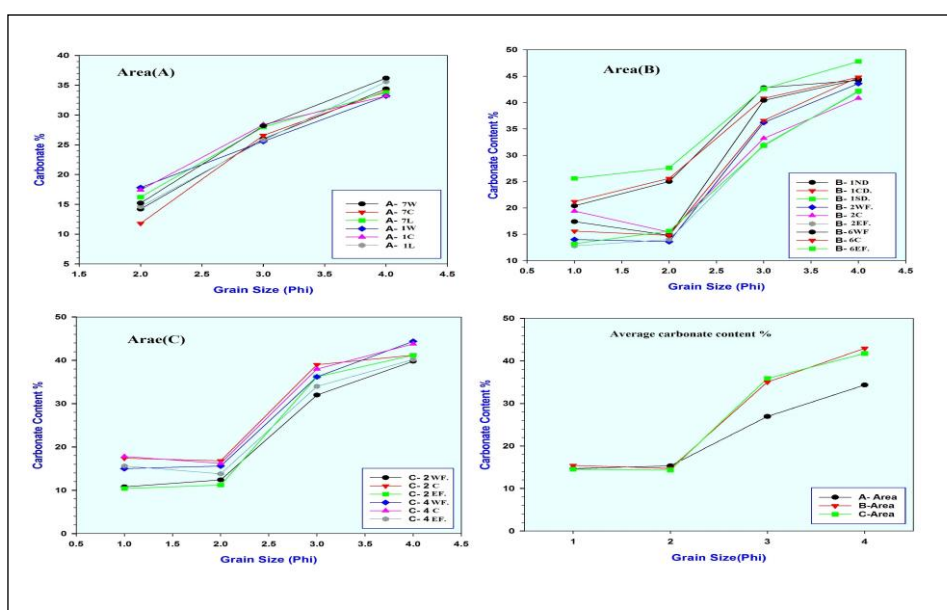 Area(A)
Carbonate %
40
35
30
25
20
15
10
5
1.5
2.0
2.5
3.0
3.5
4.0
4.5
Grain Size (Phi)
A- 7W
A- 7C
A- 7L
A- 1W
A- 1C
A- 1L
Area(B)
Carbonate Content %
50
45
40
35
30
25
20
15
10
0.5
1.0
1.5
2.0
2.5
3.0
3.5
4.0
4.5
Grain Size (Phi)
B- 1ND
B- 1CD.
B- 1SD.
B- 2WF.
B- 2C
B- 2EF.
B- 6WF
B- 6C
B- 6EF.
Arae(C)
Carbonate Content %
50
40
30
20
10
0
0.5
1.0
1.5
2.0
2.5
3.0
3.5
4.0
4.5
Grain Size (Phi)
C- 2 WF.
C- 2 C
C- 2 EF.
C- 4 WF.
C- 4 C
C- 4 EF.
Average carbonate content %
Carbonate Content %
50
40
30
20
10
0
1
2
3
4
Grain Size(Phi)
A- Area
B-Area
C-Area